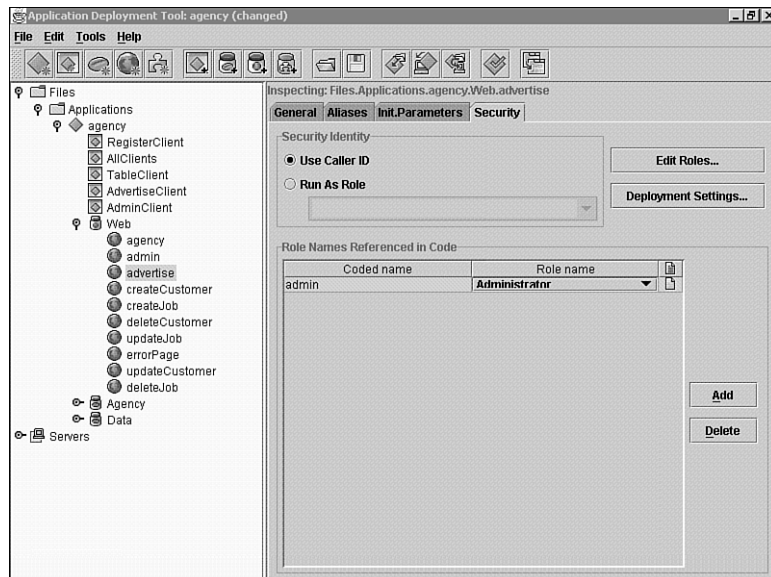 Application Deployment Tool: agency (changed)
File Edit Tools Help
Files
Applications
agency
RegisterClient
AllClients
TableClient
AdvertiseClient
AdminClient
Web
agency
admin
advertise
createCustomer
createJob
deleteCustomer
updateJob
errorPage
updateCustomer
deleteJob
Agency
Data
Servers
Inspecting: Files.Applications.agency.Web.advertise
General Aliases Init.Parameters Security
Security Identity
Use Caller ID
Run As Role
Edit Roles...
Deployment Settings...
Role Names Referenced in Code
Coded name Role name
admin Administrator
Add
Delete